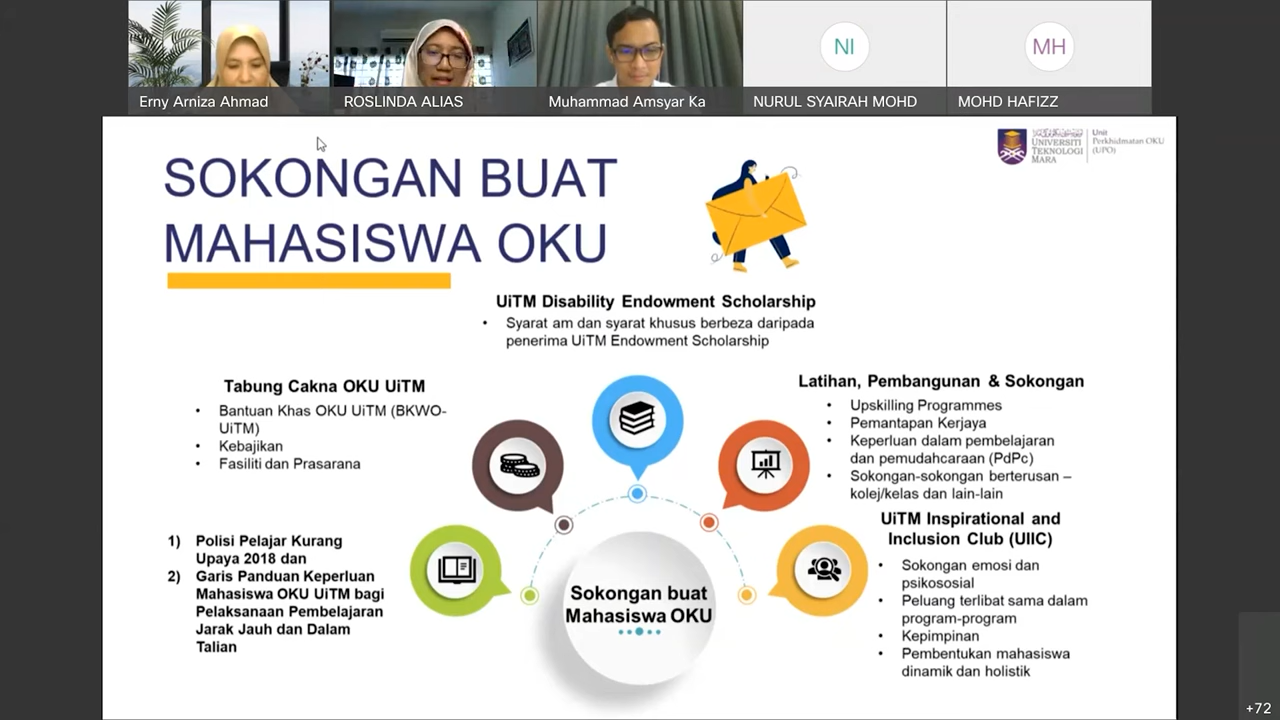 Erny Arniza Ahmad
ROSLINDA ALIAS
Muhammad Amsyar Ka
NI
NURUL SYAIRAH MOHD
MH
MOHD HAFIZZ
SOKONGAN BUAT
MAHASISWA OKU
UNIVERSITI
TEKNOLOGI
MARA
Unit
Perkhidmatan OKU
(UPO)
UiTM Disability Endowment Scholarship
• Syarat am dan syarat khusus berbeza daripada
penerima UiTM Endowment Scholarship
Tabung Cakna OKU UiTM
• Bantuan Khas OKU UiTM (BKWO-
UiTM)
• Kebajikan
• Fasiliti dan Prasarana
Latihan, Pembangunan & Sokongan
• Upskilling Programmes
• Pemantapan Kerjaya
• Keperluan dalam pembelajaran
dan pemudahcaraan (PdPc)
• Sokongan-sokongan berterusan –
kolej/kelas dan lain-lain
1) Polisi Pelajar Kurang
Upaya 2018 dan
2) Garis Panduan Keperluan
Mahasiswa OKU UiTM bagi
Pelaksanaan Pembelajaran
Jarak Jauh dan Dalam
Talian
Sokongan buat
Mahasiswa OKU
UiTM Inspirational and
Inclusion Club (UIIC)
• Sokongan emosi dan
psikososial
• Peluang terlibat sama dalam
program-program
• Kepimpinan
• Pembentukan mahasiswa
dinamik dan holistik
+72